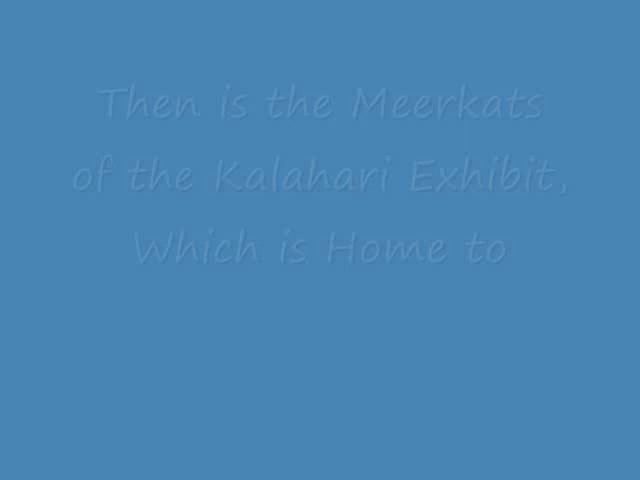 Then is the Meerkats
of the Kalahari Exhibit,
Which is Home to